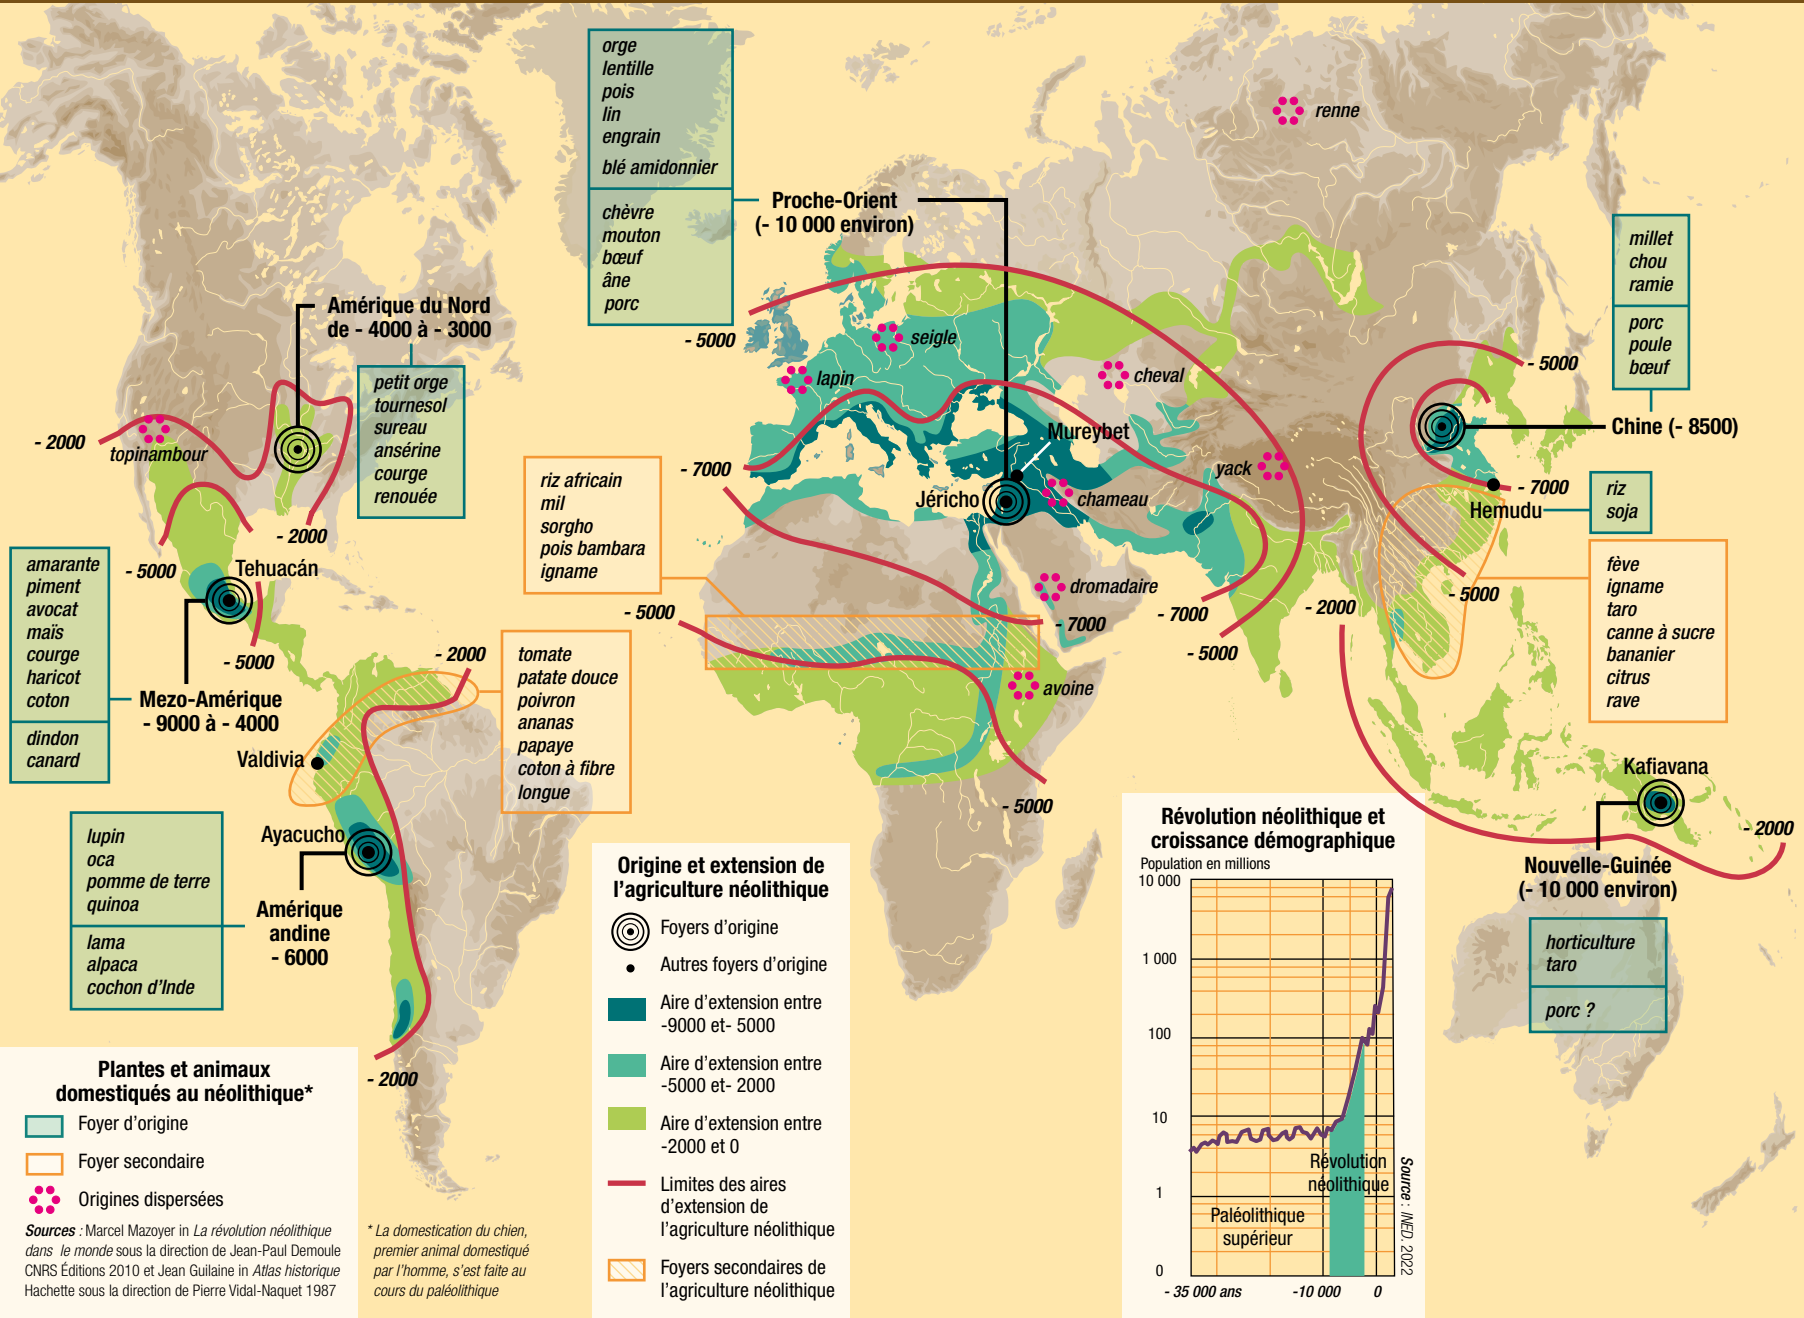 orge
lentille
pois
lin
engrain
blé amidonnier
chèvre
mouton
bœuf
âne
porc
Proche-Orient
(- 10 000 environ)
renne
millet
chou
ramie
porc
poule
bœuf
Chine (- 8500)
Amérique du Nord
de - 4000 à - 3000
petit orge
tournesol
sureau
ansérine
courge
renouée
- 2000
topinambour
- 2000
- 5000
seigle
lapin
cheval
- 5000
Mureybet
yack
chameau
Jéricho
- 7000
- 7000
Hemudu
riz
soja
riz africain
mil
sorgho
pois bambara
igname
amarante
piment
avocat
maïs
courge
haricot
coton
dindon
canard
- 5000
Tehuacán
- 5000
Mezo-Amérique
- 9000 à - 4000
- 5000
dromadaire
- 7000
- 7000
- 5000
- 2000
- 5000
fève
igname
taro
canne à sucre
bananier
citrus
rave
- 2000
tomate
patate douce
poivron
ananas
papaye
coton à fibre
longue
avoine
Valdivia
- 5000
Kafiavana
- 2000
Nouvelle-Guinée
(- 10 000 environ)
horticulture
taro
porc ?
lupin
oca
pomme de terre
quinoa
lama
alpaca
cochon d’Inde
Ayacucho
Amérique
andine
- 6000
- 2000
Plantes et animaux
domestiqués au néolithique*
Foyer d’origine
Foyer secondaire
Origines dispersées
Sources : Marcel Mazoyer in La révolution néolithique
dans le monde sous la direction de Jean-Paul Demoule
CNRS Éditions 2010 et Jean Guilaine in Atlas historique
Hachette sous la direction de Pierre Vidal-Naquet 1987
* La domestication du chien,
premier animal domestiqué
par l’homme, s’est faite au
cours du paléolithique
Origine et extension de
l’agriculture néolithique
Foyers d’origine
Autres foyers d’origine
Aire d’extension entre
-9000 et- 5000
Aire d’extension entre
-5000 et- 2000
Aire d’extension entre
-2000 et 0
Limites des aires
d’extension de
l’agriculture néolithique
Foyers secondaires de
l’agriculture néolithique
Révolution néolithique et
croissance démographique
Population en millions
10 000
1 000
100
10
1
0
Révolution
néolithique
Paléolithique
supérieur
- 35 000 ans
-10 000
0
Source : INED. 2022